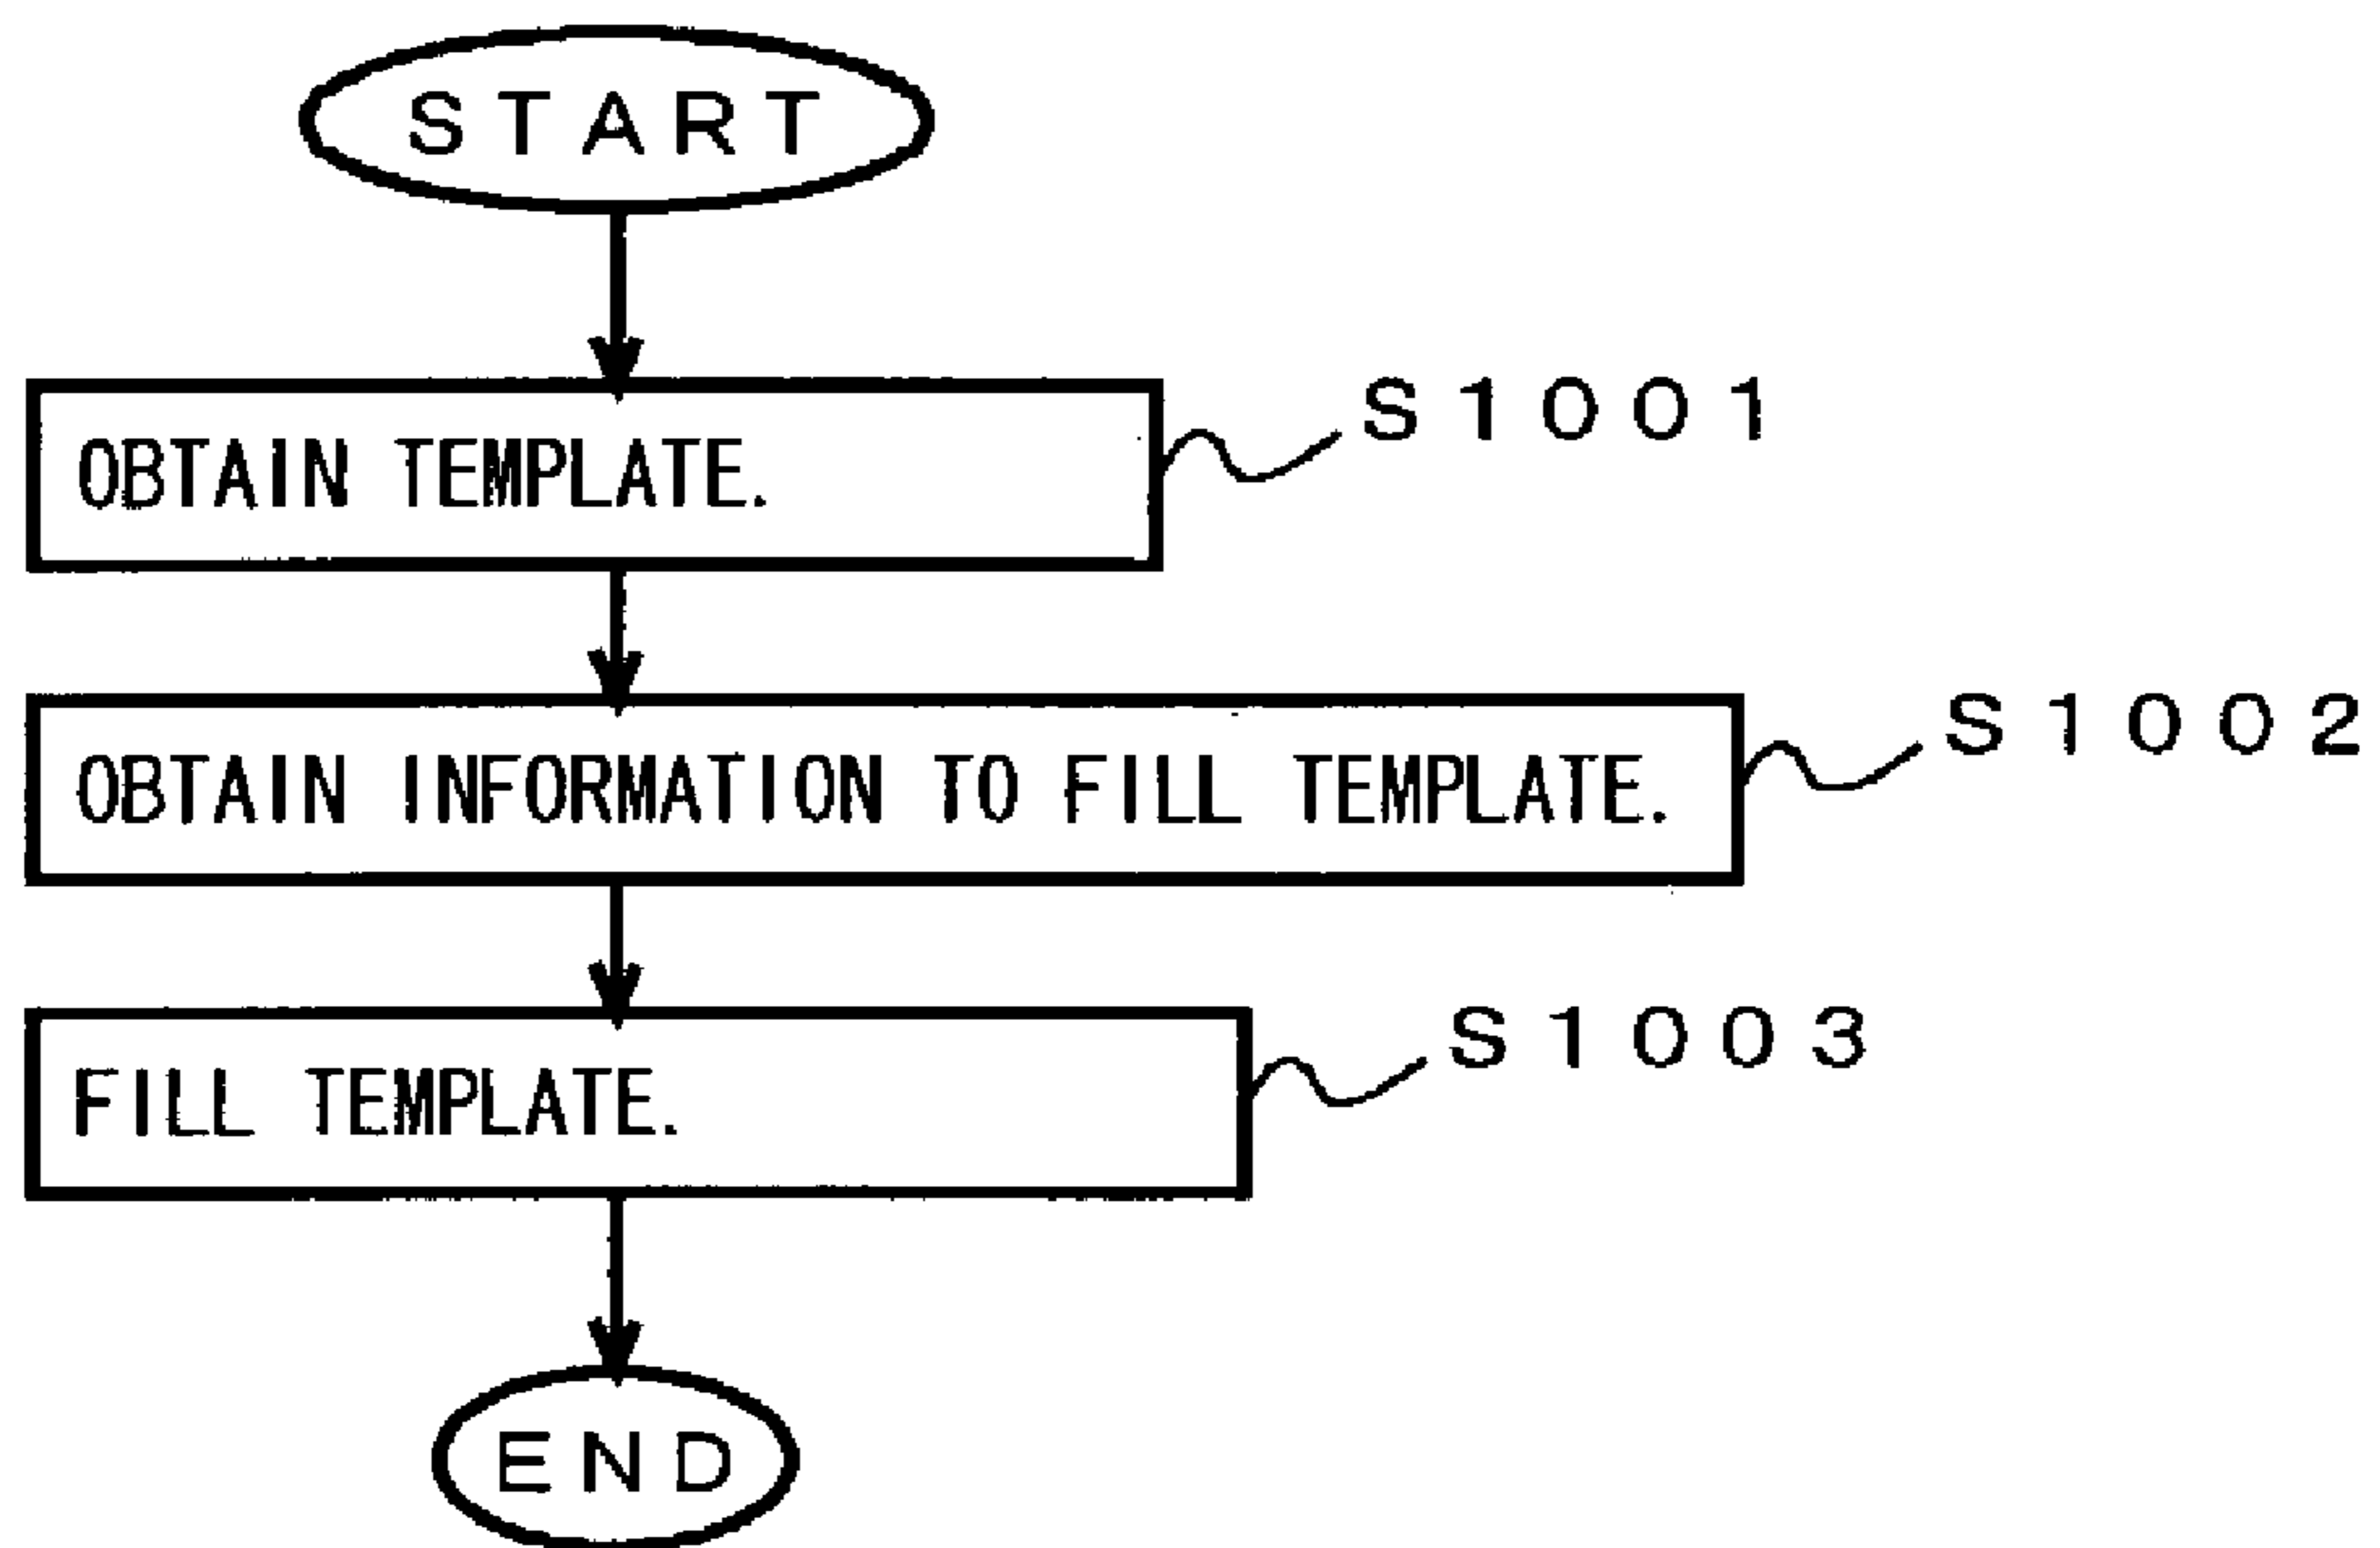 START
OBTAIN TEMPLATE.
S1001
OBTAIN INFORMATION TO FILL TEMPLATE.
S1002
FILL TEMPLATE.
S1003
END